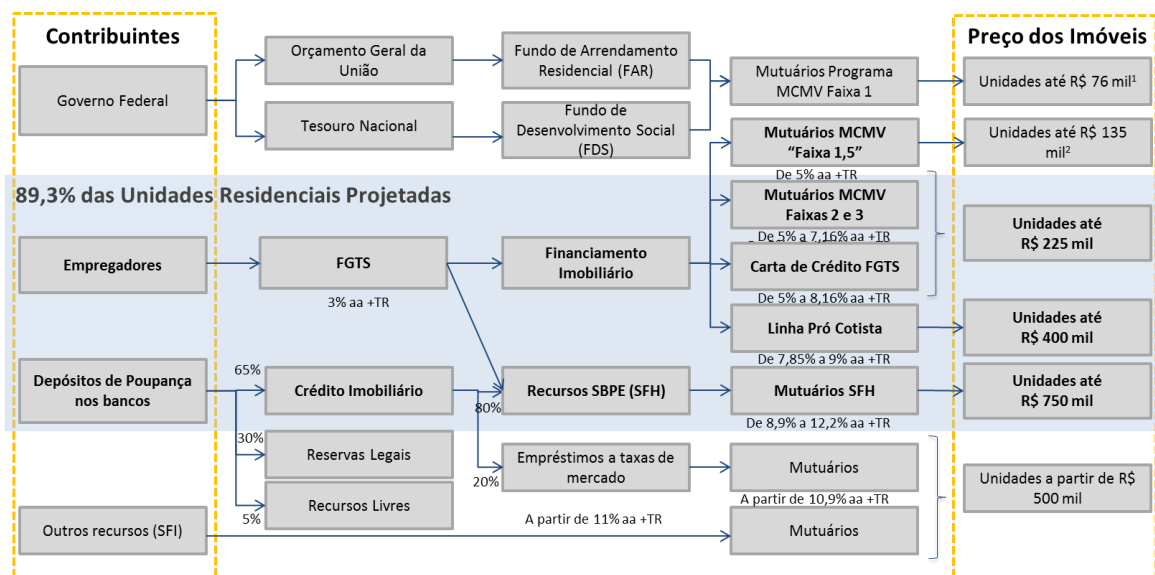 Contribuintes
Preço dos Imóveis
Governo Federal
Orçamento Geral da
União
Fundo de Arrendamento
Residencial (FAR)
Mutuários Programa
MCMV Faixa 1
Unidades até R$ 76 mil¹
Tesouro Nacional
Fundo de
Desenvolvimento Social
(FDS)
Mutuários MCMV
“Faixa 1,5”
De 5% aa +TR
Unidades até R$ 135
mil²
89,3% das Unidades Residenciais Projetadas
Mutuários MCMV
Faixas 2 e 3
De 5% a 7,16% aa +TR
Unidades até
R$ 225 mil
Empregadores
FGTS
3% aa +TR
Financiamento
Imobiliário
Carta de Crédito FGTS
De 5% a 8,16% aa +TR
Linha Pró Cotista
De 7,85% a 9% aa +TR
Unidades até
R$ 400 mil
Depósitos de Poupança
nos bancos
65%
Crédito Imobiliário
80%
Recursos SBPE (SFH)
Mutuários SFH
De 8,9% a 12,2% aa +TR
Unidades até
R$ 750 mil
30%
Reservas Legais
20%
Empréstimos a taxas de
mercado
Mutuários
A partir de 10,9% aa +TR
Unidades a partir de R$
500 mil
5%
Recursos Livres
Outros recursos (SFI)
A partir de 11% aa +TR
Mutuários